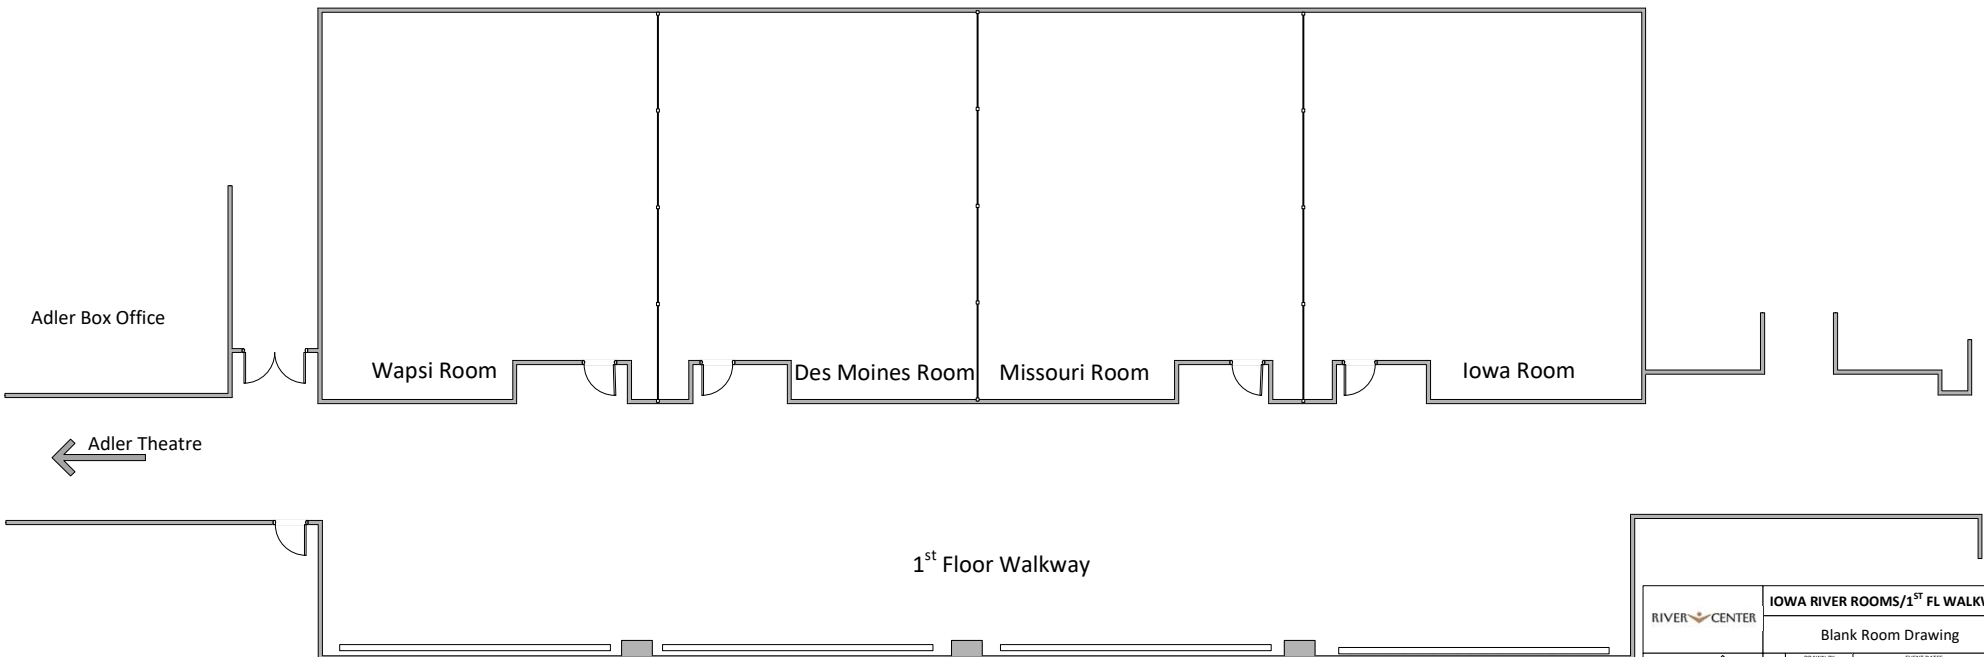 Adler Box Office
Wapsi Room
Des Moines Room
Missouri Room
Iowa Room
Adler Theatre
1st Floor Walkway
RIVER CENTER
IOWA RIVER ROOMS/1ST FL WALKW
Blank Room Drawing